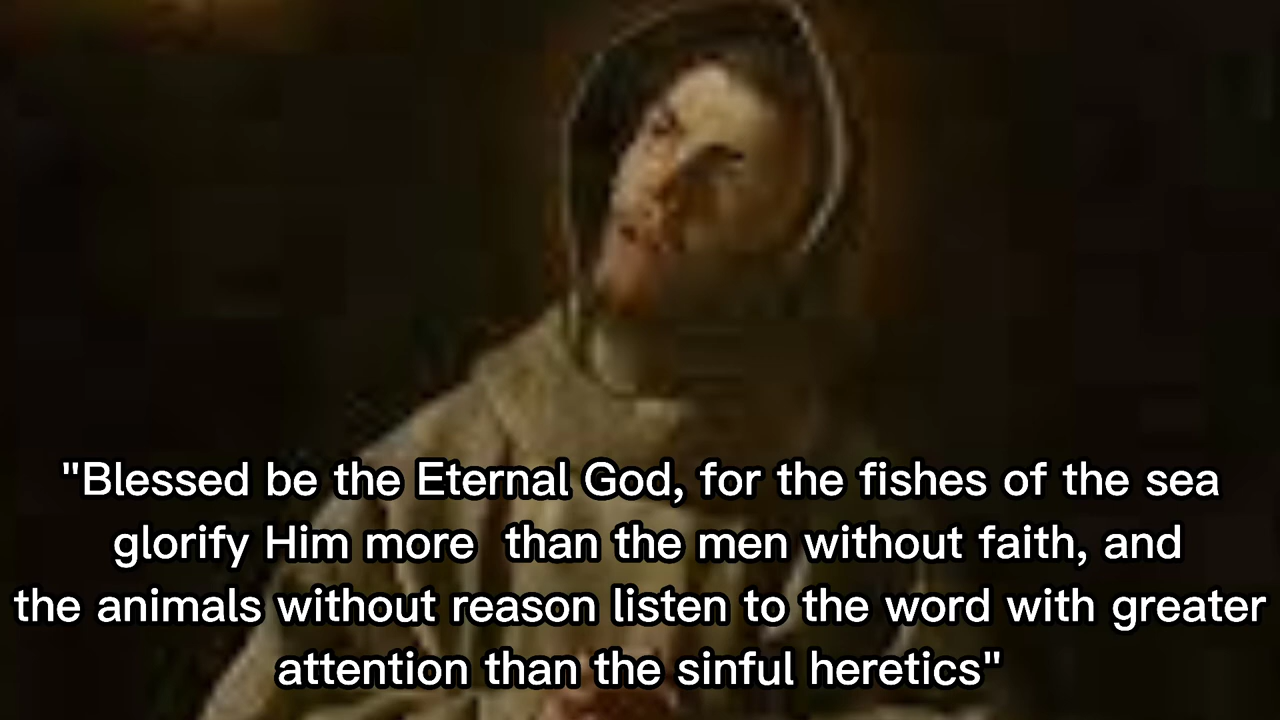 "Blessed be the Eternal God, for the fishes of the sea
glorify Him more  than the men without faith, and
the animals without reason listen to the word with greater
attention than the sinful heretics"